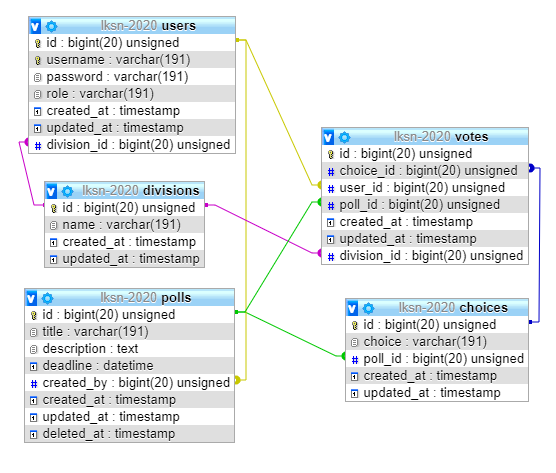 lksn-2020 users
id : bigint(20) unsigned
username : varchar(191)
password : varchar(191)
role : varchar(191)
created_at : timestamp
updated_at : timestamp
division_id : bigint(20) unsigned
lksn-2020 votes
id : bigint(20) unsigned
choice_id : bigint(20) unsigned
user_id : bigint(20) unsigned
poll_id : bigint(20) unsigned
created_at : timestamp
updated_at : timestamp
division_id : bigint(20) unsigned
lksn-2020 divisions
id : bigint(20) unsigned
name : varchar(191)
created_at : timestamp
updated_at : timestamp
lksn-2020 polls
id : bigint(20) unsigned
title : varchar(191)
description : text
deadline : datetime
created_by : bigint(20) unsigned
created_at : timestamp
updated_at : timestamp
deleted_at : timestamp
lksn-2020 choices
id : bigint(20) unsigned
choice : varchar(191)
poll_id : bigint(20) unsigned
created_at : timestamp
updated_at : timestamp